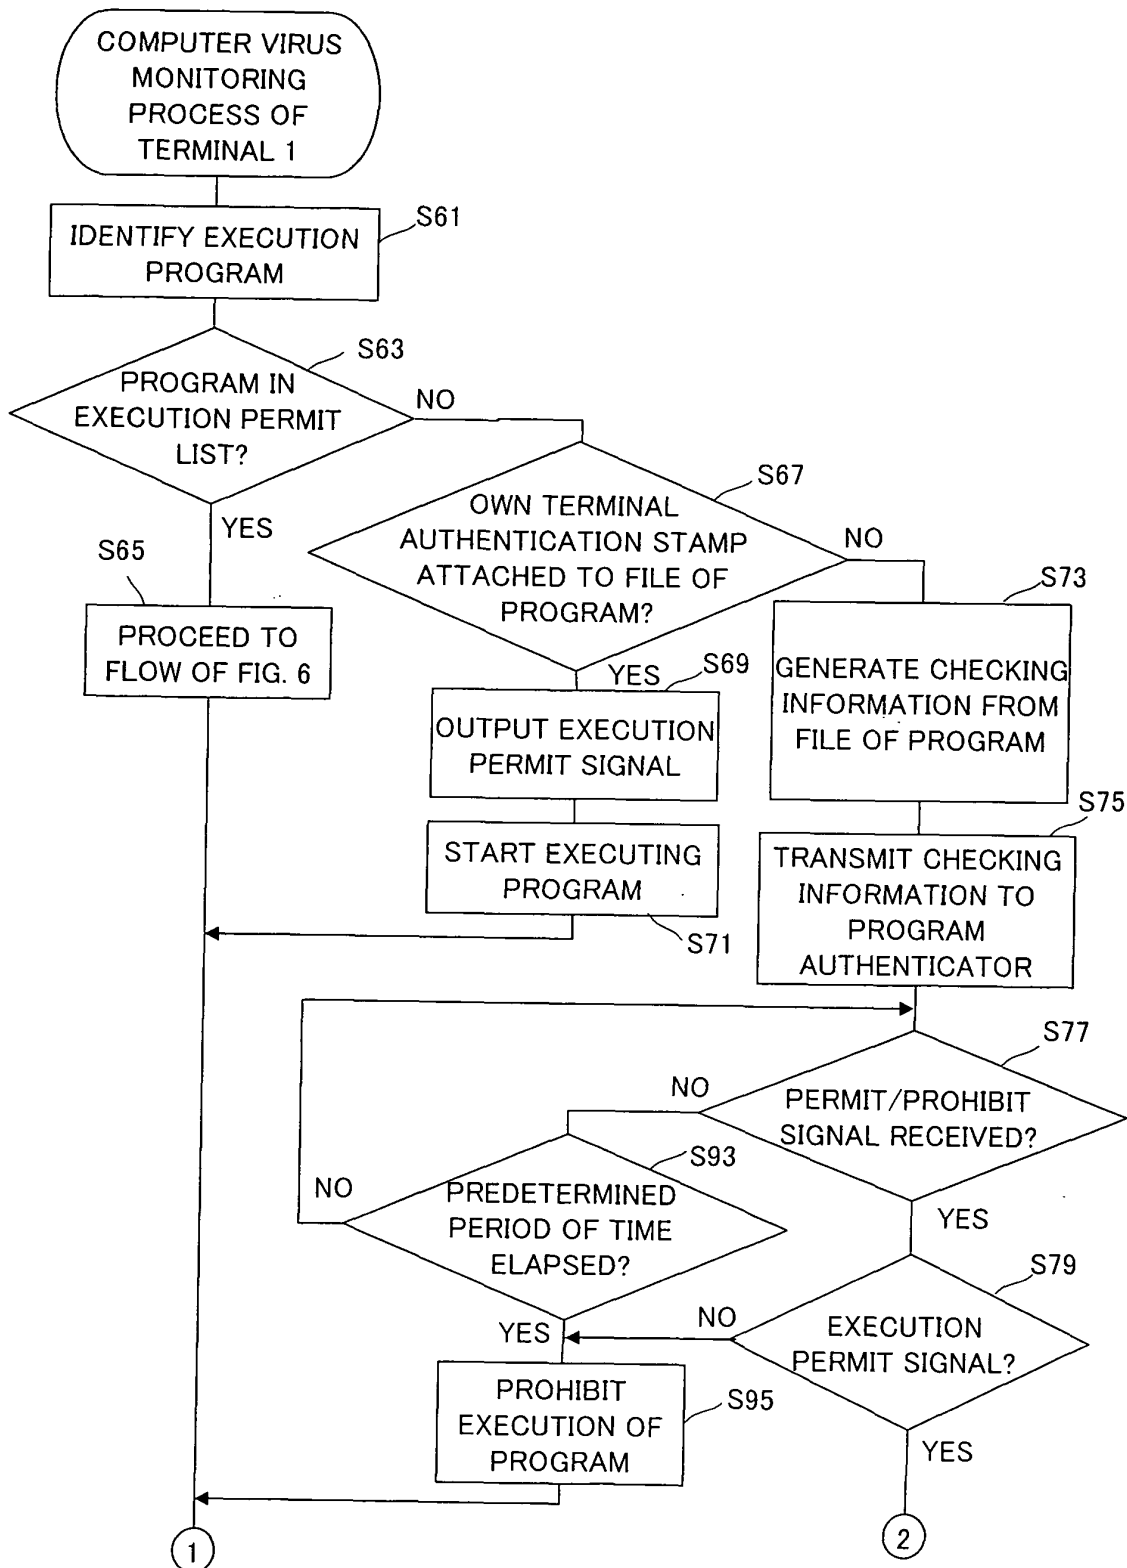 COMPUTER VIRUS
MONITORING
PROCESS OF
TERMINAL 1
S61
IDENTIFY EXECUTION
PROGRAM
S63
PROGRAM IN
EXECUTION PERMIT
LIST?
NO
YES
S65
PROCEED TO
FLOW OF FIG. 6
S67
OWN TERMINAL
AUTHENTICATION STAMP
ATTACHED TO FILE OF
PROGRAM?
NO
YES
S69
OUTPUT EXECUTION
PERMIT SIGNAL
START EXECUTING
PROGRAM
S71
S73
GENERATE CHECKING
INFORMATION FROM
FILE OF PROGRAM
S75
TRANSMIT CHECKING
INFORMATION TO
PROGRAM
AUTHENTICATOR
S77
PERMIT/PROHIBIT
SIGNAL RECEIVED?
NO
YES
S93
PREDETERMINED
PERIOD OF TIME
ELAPSED?
NO
YES
S79
EXECUTION
PERMIT SIGNAL?
NO
YES
PROHIBIT
EXECUTION OF
PROGRAM
S95
1
2